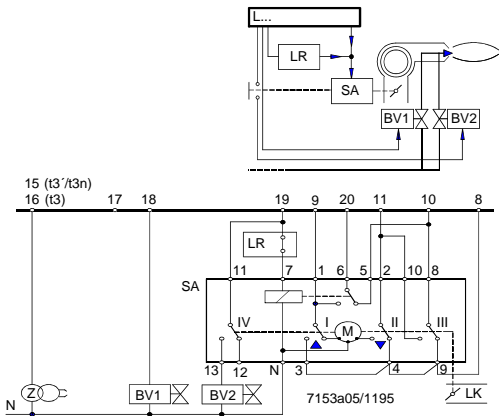 L...
LR
SA
BV1
BV2
15 (t3´/t3n)
16 (t3)
17
18
19
9
20
11
10
8
LR
11
7
1
6
5
2
10
8
SA
IV
I
M
II
III
13
12
N
3
4
9
Z
BV1
BV2
LK
N
7153a05/1195